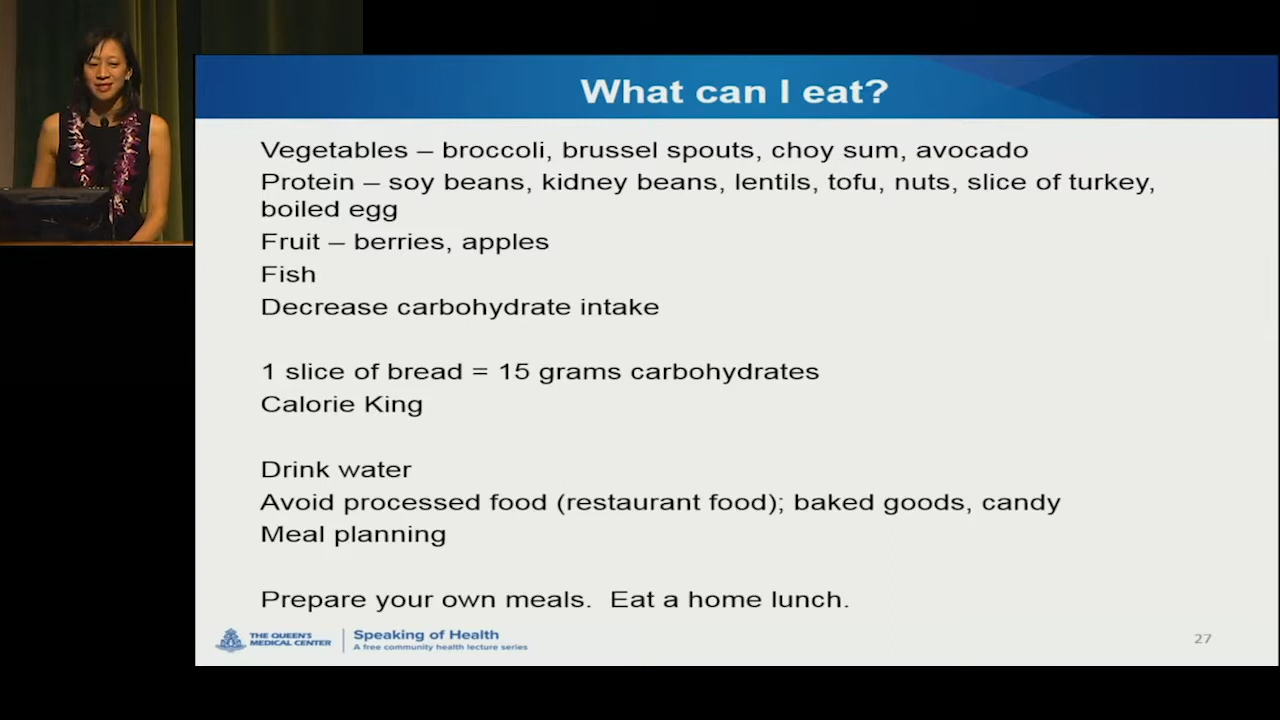 What can I eat?
Vegetables – broccoli, brussel spouts, choy sum, avocado
Protein – soy beans, kidney beans, lentils, tofu, nuts, slice of turkey,
boiled egg
Fruit – berries, apples
Fish
Decrease carbohydrate intake
1 slice of bread = 15 grams carbohydrates
Calorie King
Drink water
Avoid processed food (restaurant food); baked goods, candy
Meal planning
Prepare your own meals.  Eat a home lunch.
THE QUEEN'S
MEDICAL CENTER
Speaking of Health
A free community health lecture series
27